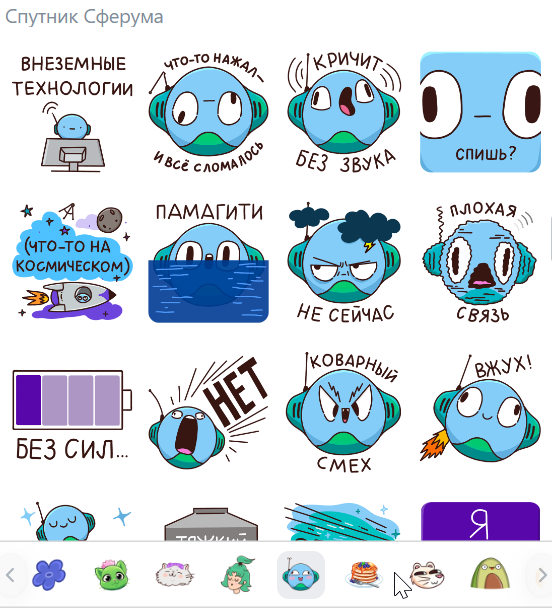 Спутник Сферума
ВНЕЗЕМНЫЕ
ТЕХНОЛОГИИ
ЧТО-ТО НАЖАЛ—
И ВСЁ СЛОМАЛОСЬ
КРИЧИТ
БЕЗ ЗВУКА
СПИШЬ?
(ЧТО-ТО НА
КОСМИЧЕСКОМ)
ПАМАГИТИ
НЕ СЕЙЧАС
ПЛОХАЯ
СВЯЗЬ
БЕЗ СИЛ...
НЕТ
КОВАРНЫЙ
СМЕХ
ВЖУХ!
ТЯЖКИЙ
Я